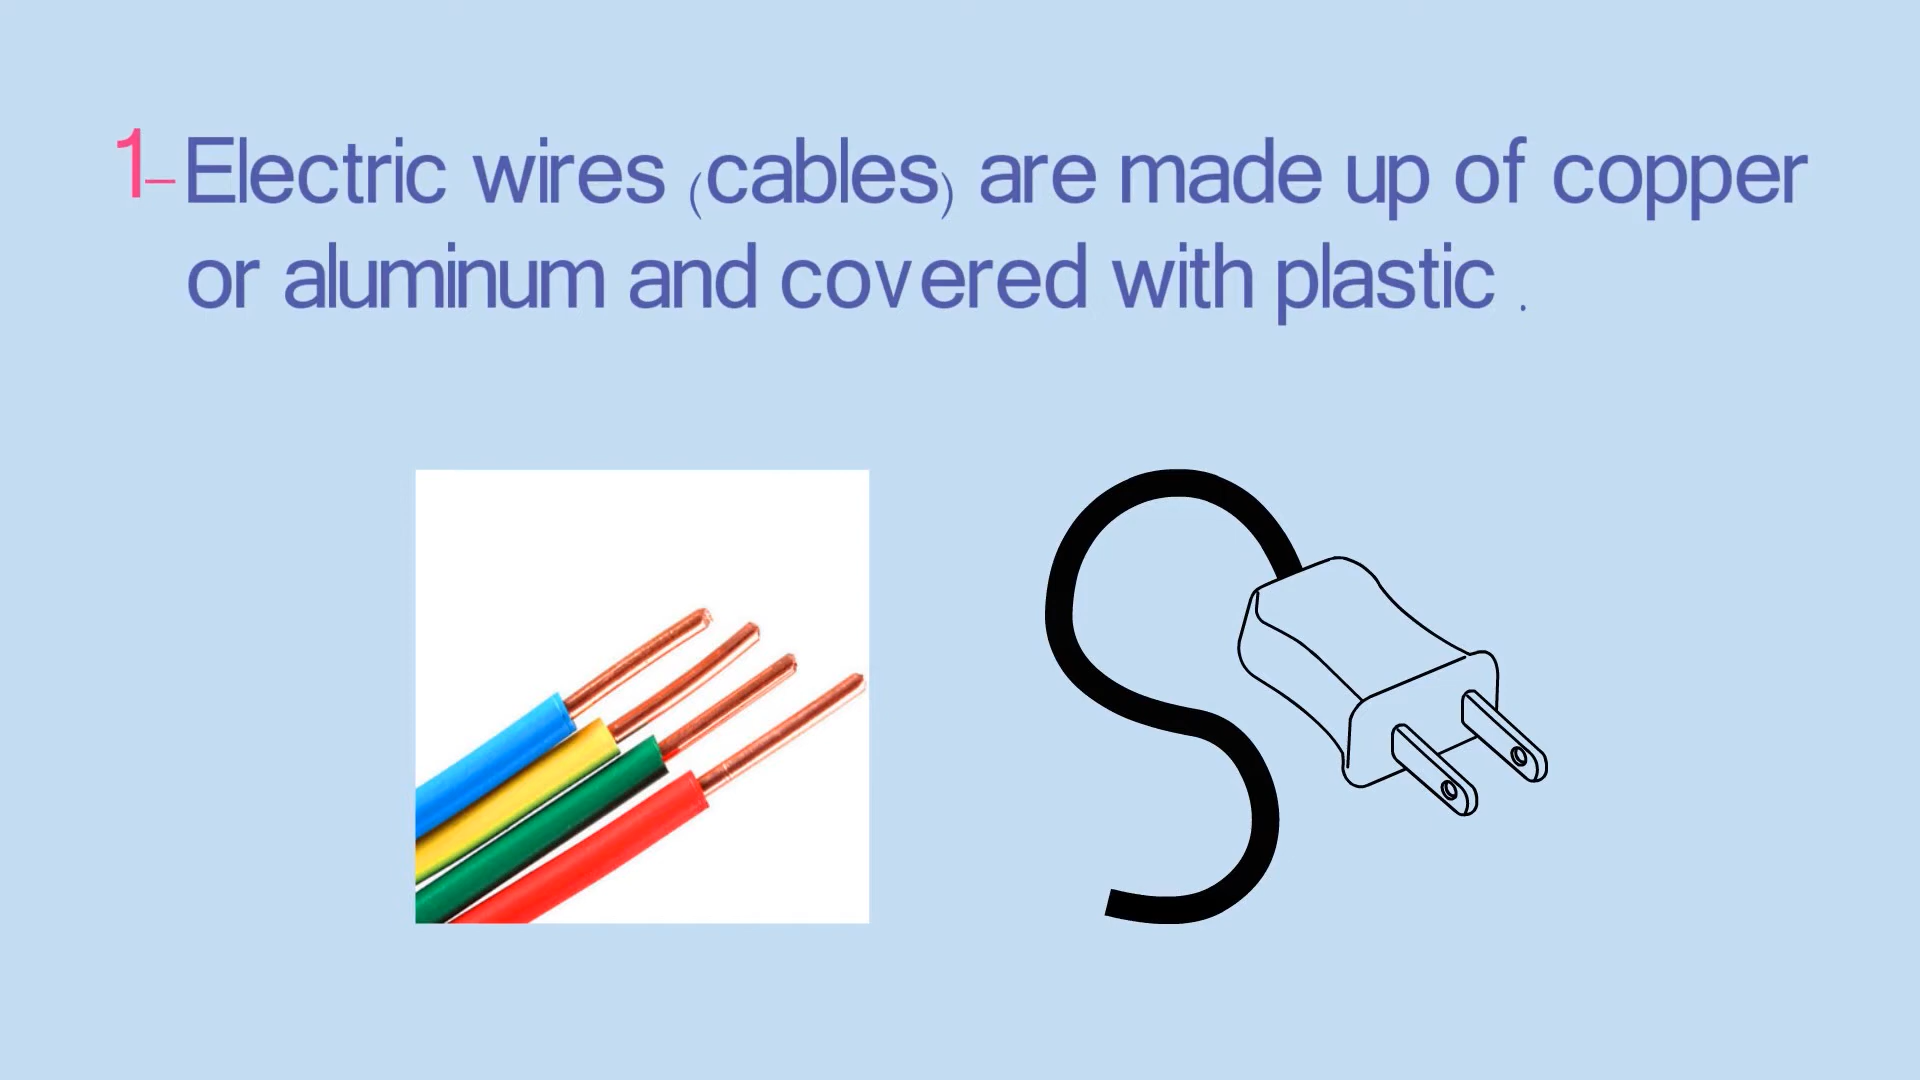 1- Electric wires (cables) are made up of copper
or aluminum and covered with plastic .